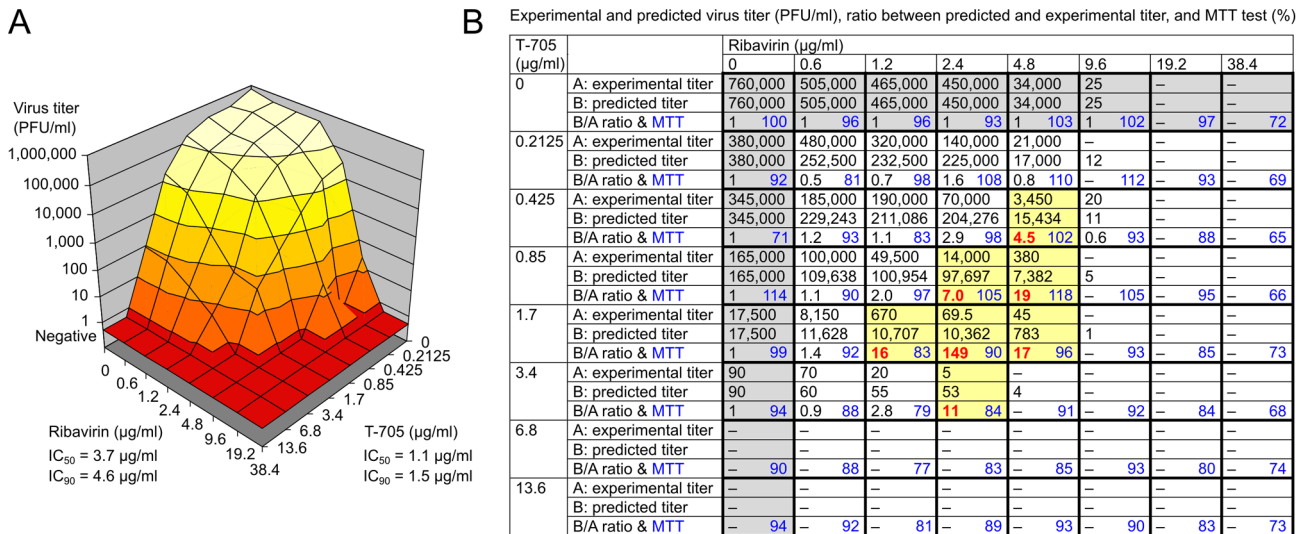 A
Virus titer
(PFU/ml)
1,000,000
100,000
10,000
1,000
100
10
1
Negative
0
0.6
1.2
2.4
4.8
9.6
19.2
38.4
0
0.2125
0.425
0.85
1.7
3.4
6.8
13.6
Ribavirin (µg/ml)
IC50 = 3.7 µg/ml
IC90 = 4.6 µg/ml
T-705 (µg/ml)
IC50 = 1.1 µg/ml
IC90 = 1.5 µg/ml
B
Experimental and predicted virus titer (PFU/ml), ratio between predicted and experimental titer, and MTT test (%)
T-705 Ribavirin (µg/ml)
(µg/ml) 0 0.6 1.2 2.4 4.8 9.6 19.2 38.4
0 A: experimental titer 760,000 505,000 465,000 450,000 34,000 25 – –
B: predicted titer 760,000 505,000 465,000 450,000 34,000 25 – –
B/A ratio & MTT 1 100 1 96 1 96 1 93 1 103 1 102 – 97 – 72
0.2125 A: experimental titer 380,000 480,000 320,000 140,000 21,000 – – –
B: predicted titer 380,000 252,500 232,500 225,000 17,000 12 – –
B/A ratio & MTT 1 92 0.5 81 0.7 98 1.6 108 0.8 110 – 112 – 93 – 69
0.425 A: experimental titer 345,000 185,000 190,000 70,000 3,450 20 – –
B: predicted titer 345,000 229,243 211,086 204,276 15,434 11 – –
B/A ratio & MTT 1 71 1.2 93 1.1 83 2.9 98 4.5 102 0.6 93 – 88 – 65
0.85 A: experimental titer 165,000 100,000 49,500 14,000 380 – – –
B: predicted titer 165,000 109,638 100,954 97,697 7,382 5 – –
B/A ratio & MTT 1 114 1.1 90 2.0 97 7.0 105 19 118 – 105 – 95 – 66
1.7 A: experimental titer 17,500 8,150 670 69.5 45 – – –
B: predicted titer 17,500 11,628 10,707 10,362 783 1 – –
B/A ratio & MTT 1 99 1.4 92 16 83 149 90 17 96 – 93 – 85 – 73
3.4 A: experimental titer 90 70 20 5 – – – –
B: predicted titer 90 60 55 53 4 – – –
B/A ratio & MTT 1 94 0.9 88 2.8 79 11 84 – 91 – 92 – 84 – 68
6.8 A: experimental titer – – – – – – – –
B: predicted titer – – – – – – – –
B/A ratio & MTT – 90 – 88 – 77 – 83 – 85 – 93 – 80 – 74
13.6 A: experimental titer – – – – – – – –
B: predicted titer – – – – – – – –
B/A ratio & MTT – 94 – 92 – 81 – 89 – 93 – 90 – 83 – 73